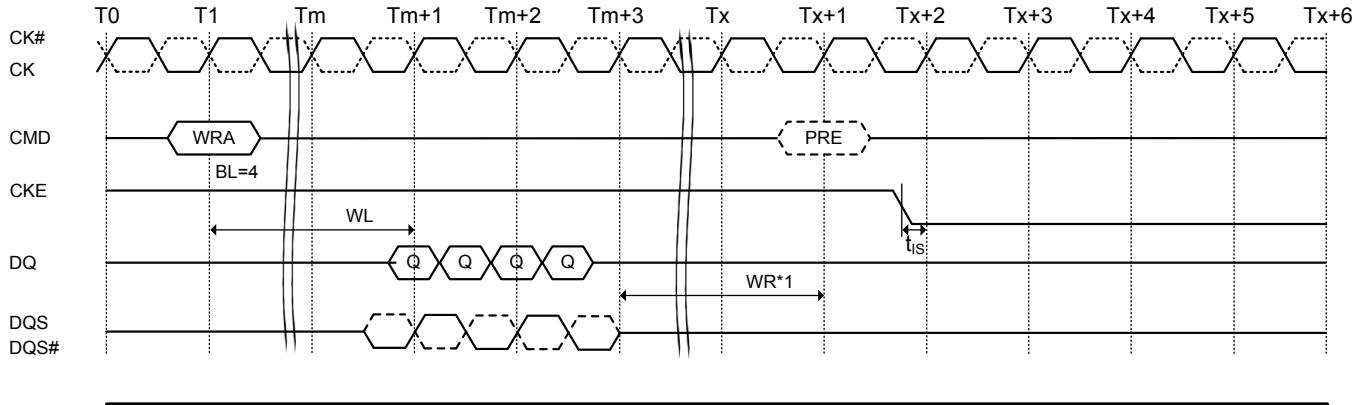 T0 T1 Tm Tm+1 Tm+2 Tm+3 Tx Tx+1 Tx+2 Tx+3 Tx+4 Tx+5 Tx+6
CK#
CK
CMD WRA PRE
BL=4
CKE
WL
tIS
DQ Q Q Q Q
WR*1
DQS
DQS#